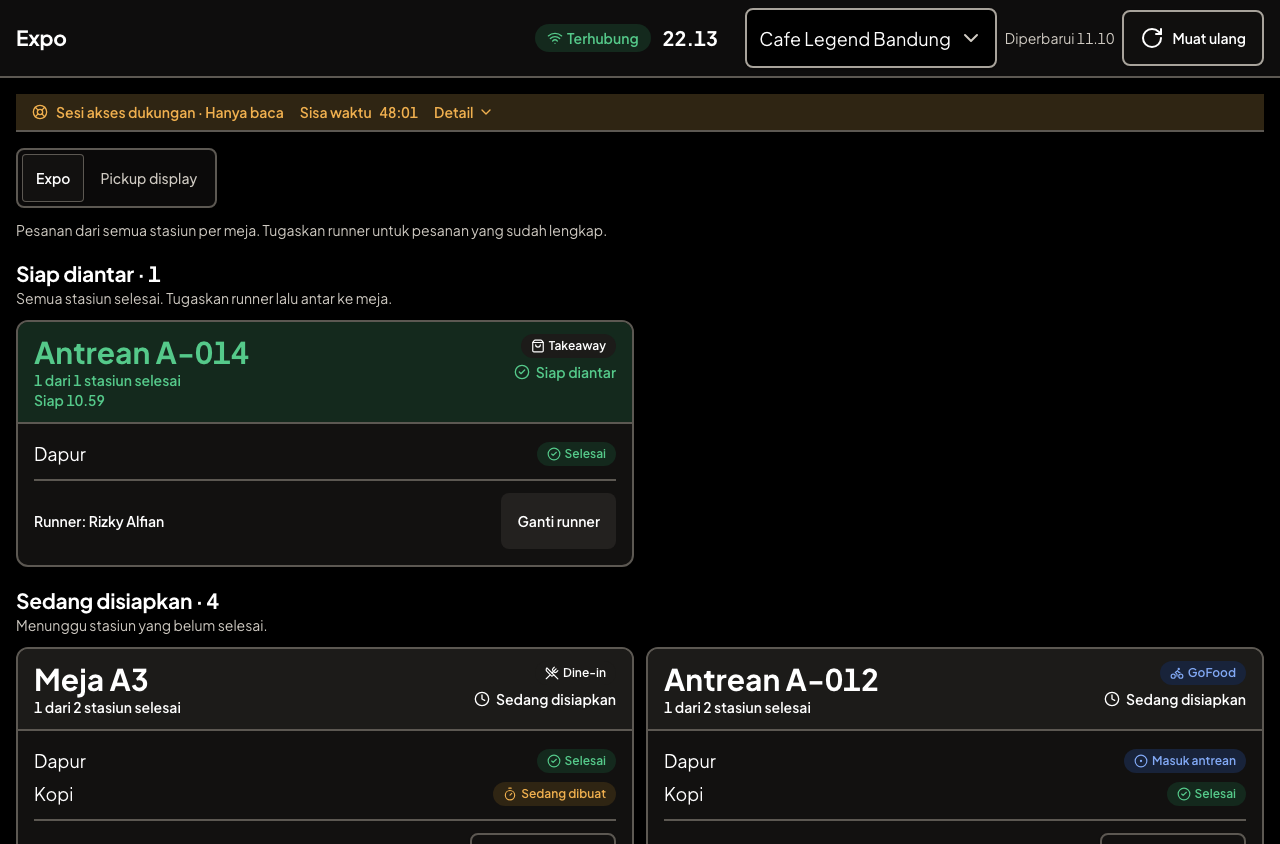 Expo
Terhubung
22.13
Cafe Legend Bandung
Diperbarui 11.10
Muat ulang
Sesi akses dukungan · Hanya baca
Sisa waktu 48:01
Detail
Expo
Pickup display
Pesanan dari semua stasiun per meja. Tugaskan runner untuk pesanan yang sudah lengkap.
Siap diantar · 1
Semua stasiun selesai. Tugaskan runner lalu antar ke meja.
Antrean A-014
Takeaway
1 dari 1 stasiun selesai
Siap diantar
Siap 10.59
Dapur
Selesai
Runner: Rizky Alfian
Ganti runner
Sedang disiapkan · 4
Menunggu stasiun yang belum selesai.
Meja A3
Dine-in
1 dari 2 stasiun selesai
Sedang disiapkan
Dapur
Selesai
Kopi
Sedang dibuat
Antrean A-012
GoFood
1 dari 2 stasiun selesai
Sedang disiapkan
Dapur
Masuk antrean
Kopi
Selesai